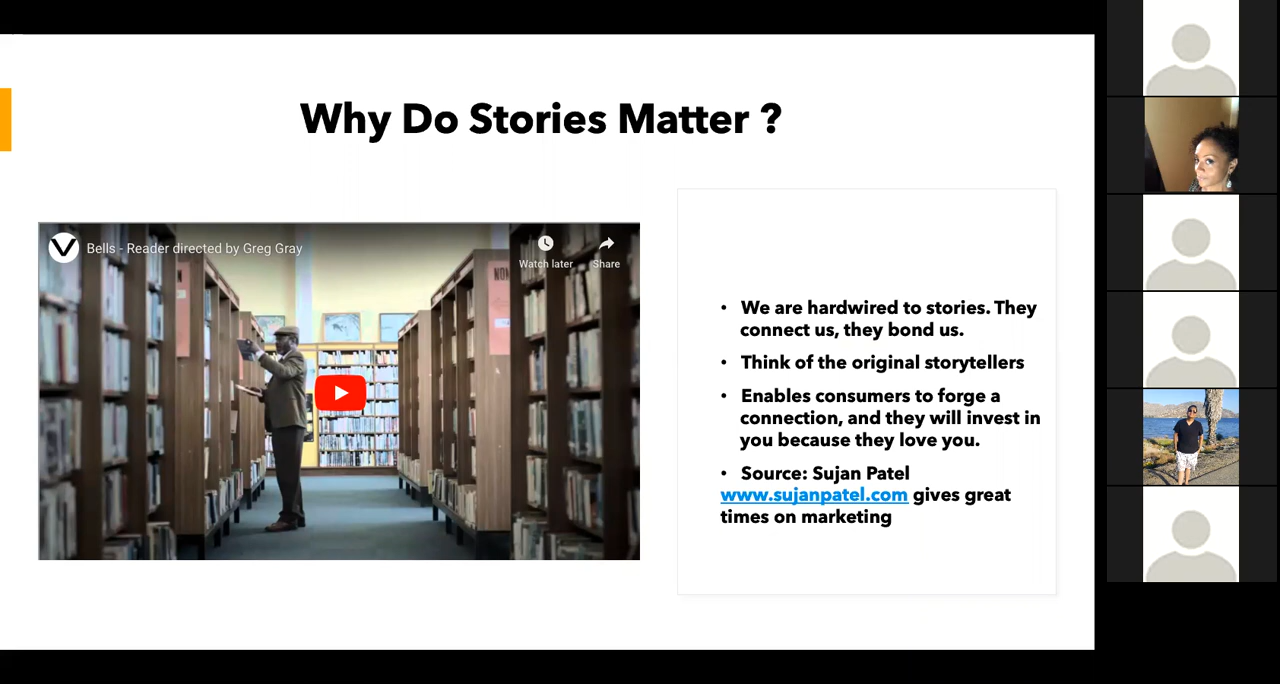 Why Do Stories Matter ?
Bells - Reader directed by Greg Gray
Watch later
Share
• We are hardwired to stories. They
connect us, they bond us.
• Think of the original storytellers
• Enables consumers to forge a
connection, and they will invest in
you because they love you.
• Source: Sujan Patel
www.sujanpatel.com gives great
times on marketing